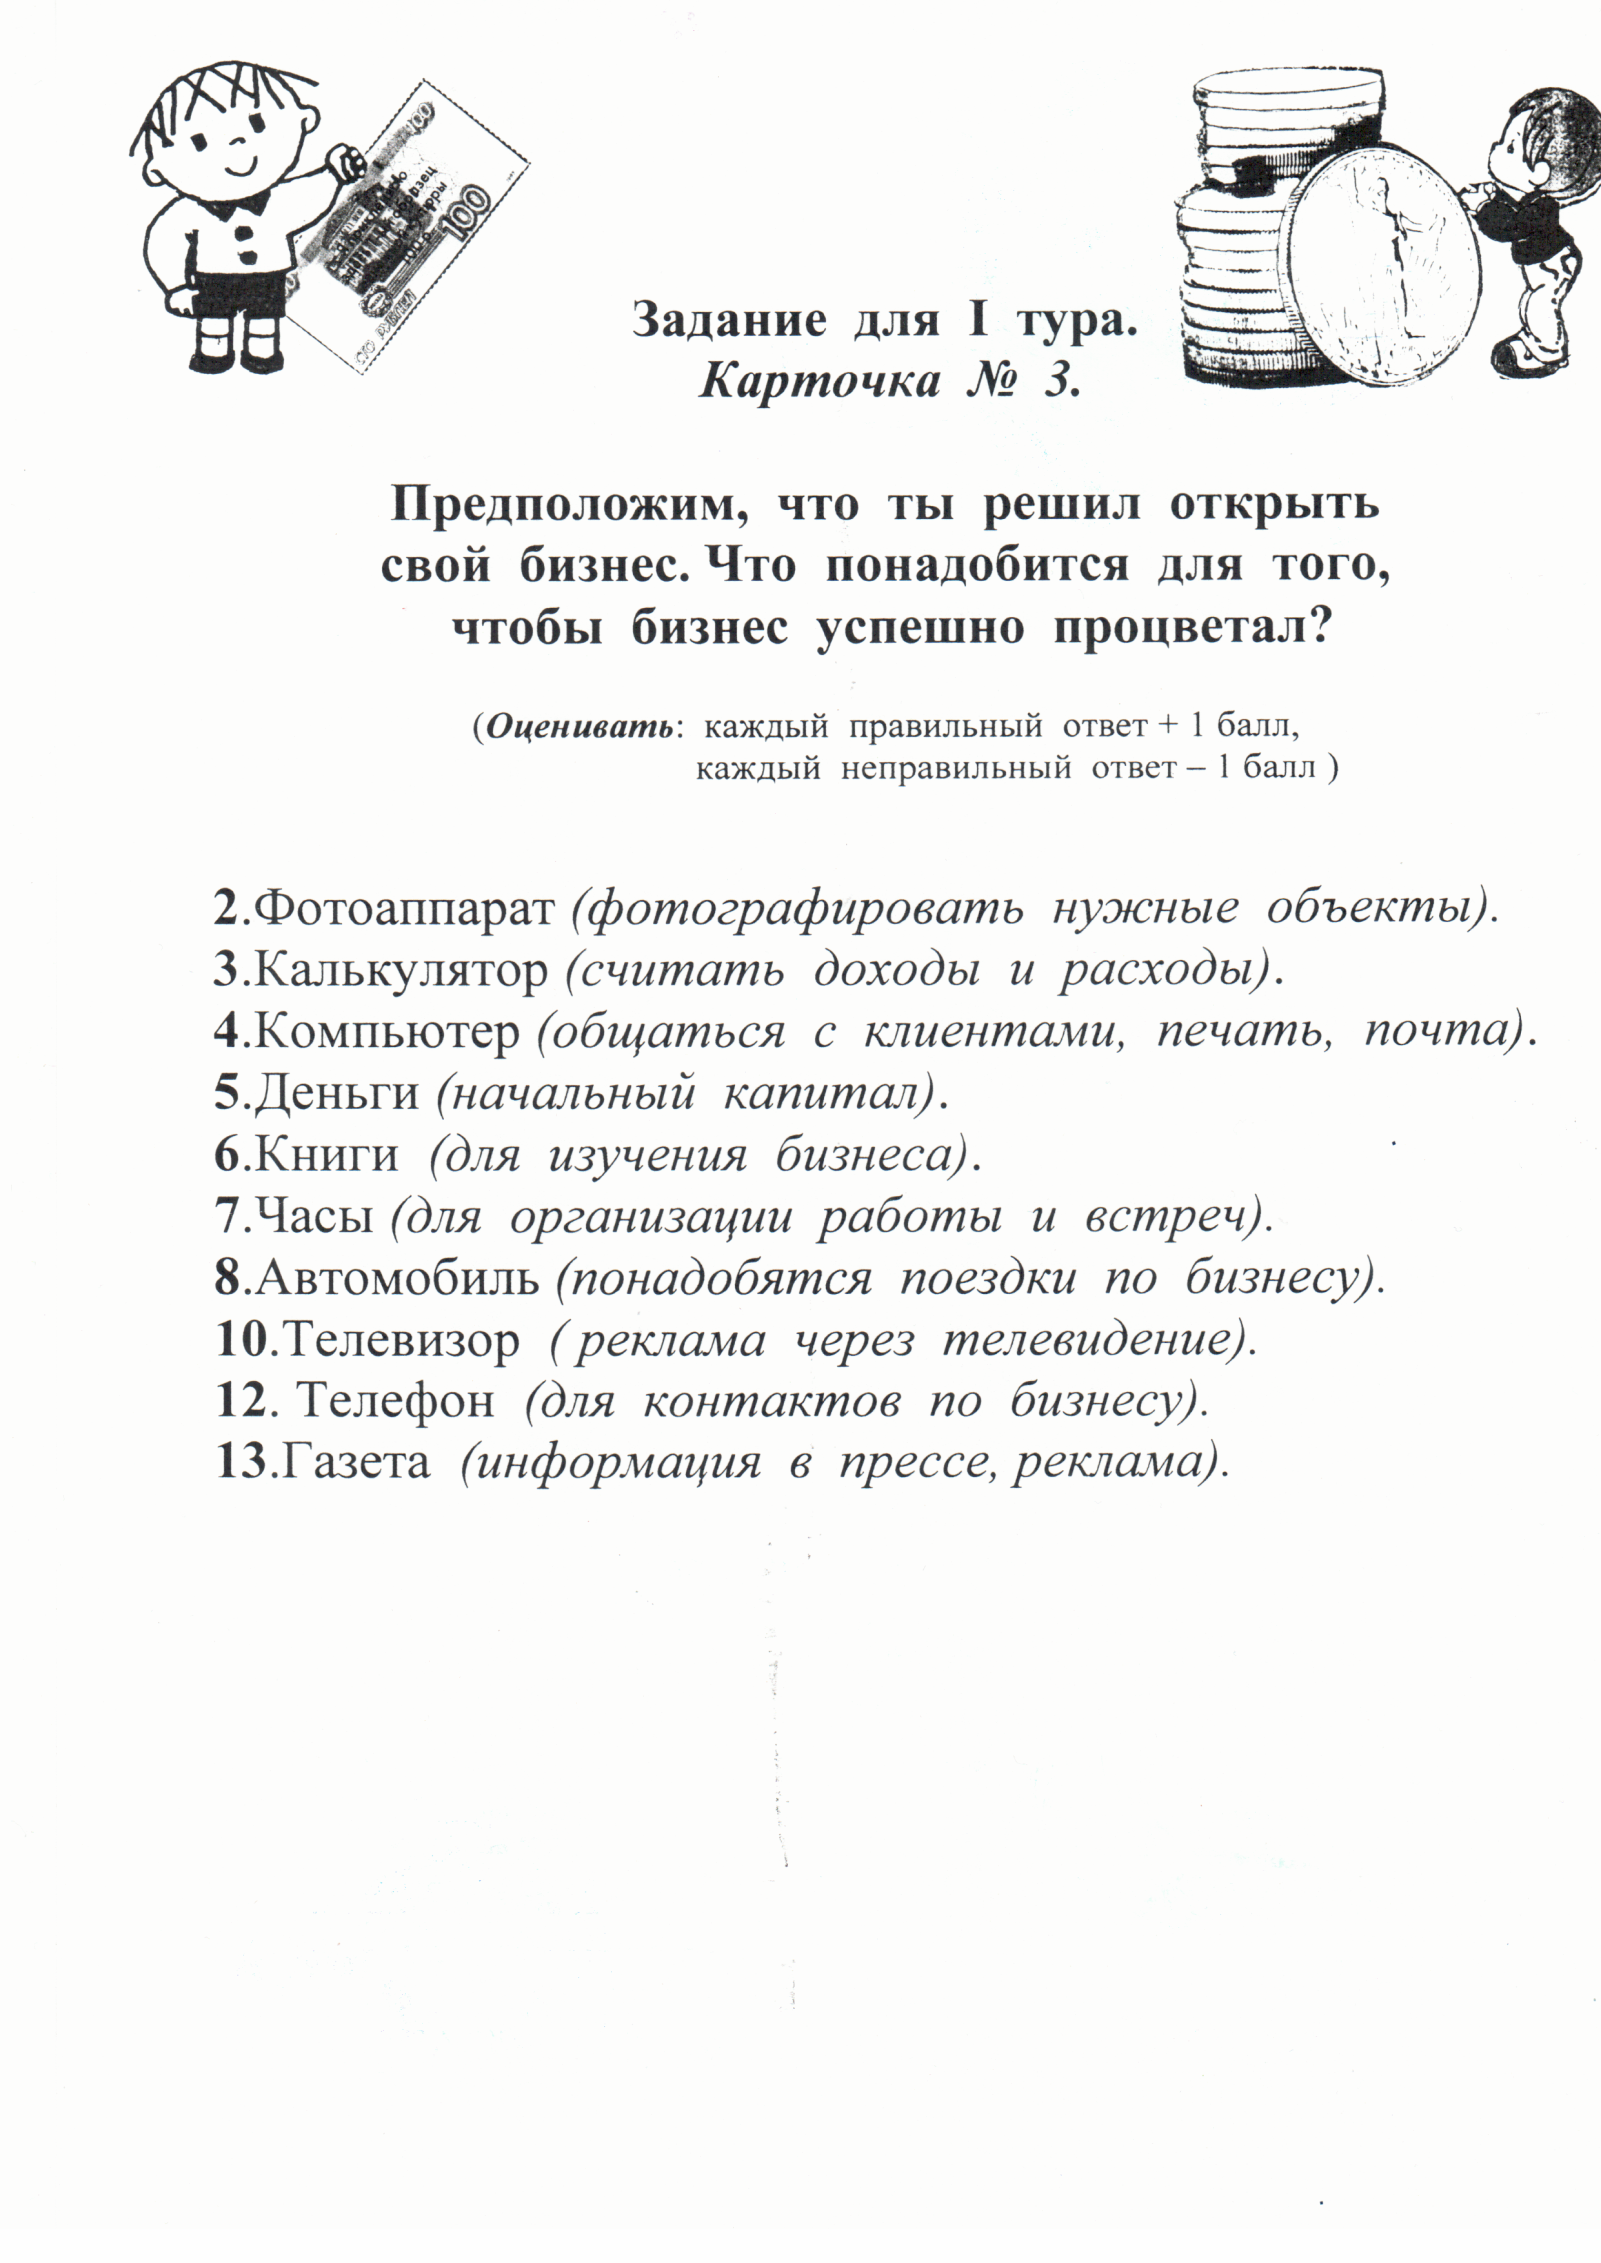 100
100
СТО РУБЛЕЙ
Задание для I тура.
Карточка № 3.
Предположим, что ты решил открыть
свой бизнес. Что понадобится для того,
чтобы бизнес успешно процветал?
(Оценивать: каждый правильный ответ + 1 балл,
каждый неправильный ответ – 1 балл )
2.Фотоаппарат (фотографировать нужные объекты).
3.Калькулятор (считать доходы и расходы).
4.Компьютер (общаться с клиентами, печать, почта).
5.Деньги (начальный капитал).
6.Книги (для изучения бизнеса).
7.Часы (для организации работы и встреч).
8.Автомобиль (понадобятся поездки по бизнесу).
10.Телевизор ( реклама через телевидение).
12. Телефон (для контактов по бизнесу).
13.Газета (информация в прессе, реклама).